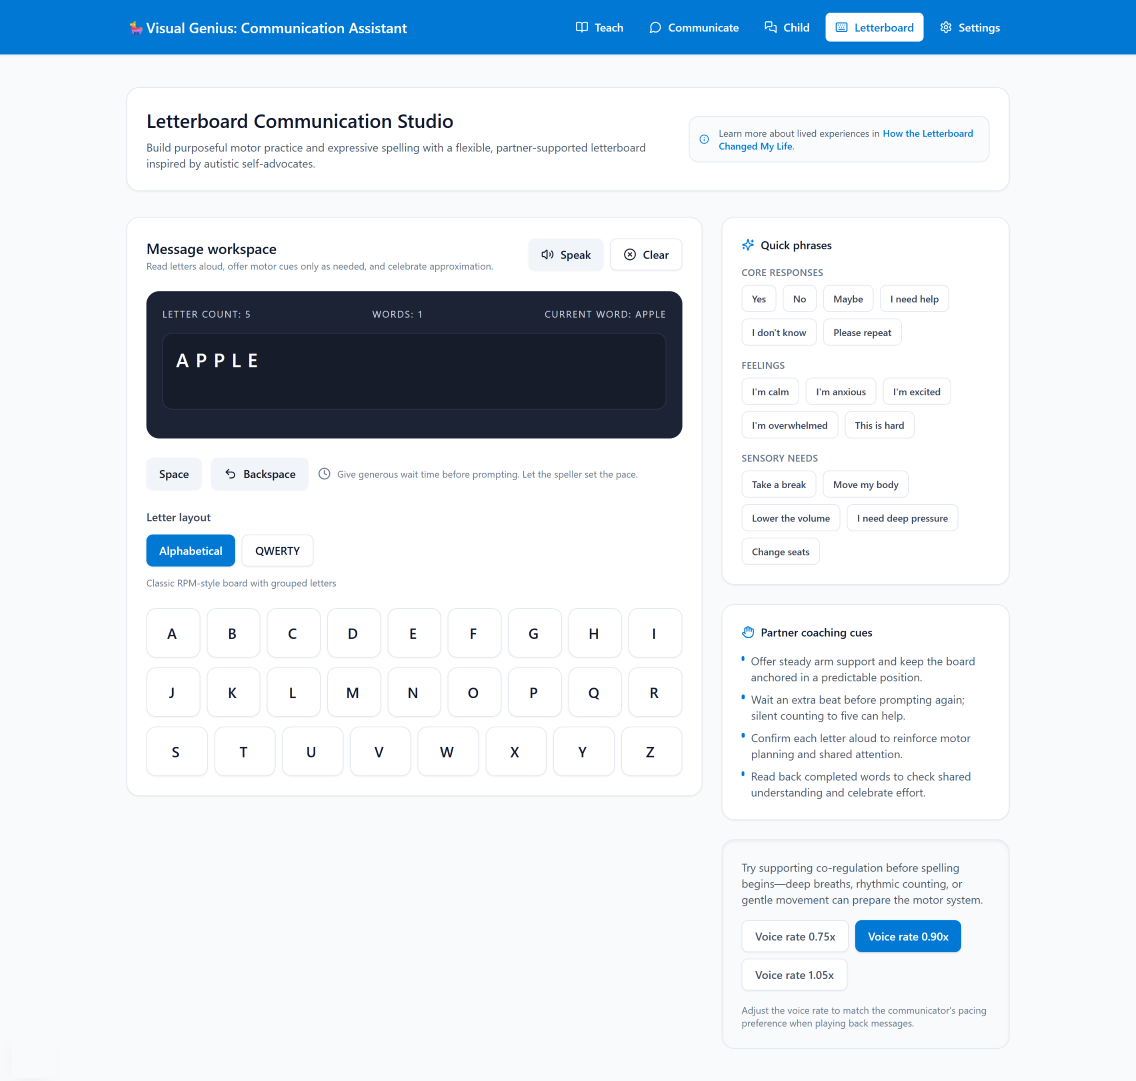 Visual Genius: Communication Assistant
Teach
Communicate
Child
Letterboard
Settings
Letterboard Communication Studio
Build purposeful motor practice and expressive spelling with a flexible, partner-supported letterboard
inspired by autistic self-advocates.
Learn more about lived experiences in How the Letterboard
Changed My Life.
Message workspace
Read letters aloud, offer motor cues only as needed, and celebrate approximation.
Speak
Clear
LETTER COUNT: 5
WORDS: 1
CURRENT WORD: APPLE
APPLE
Space
Backspace
Give generous wait time before prompting. Let the speller set the pace.
Letter layout
Alphabetical
QWERTY
Classic RPM-style board with grouped letters
A B C D E F G H I
J K L M N O P Q R
S T U V W X Y Z
Quick phrases
CORE RESPONSES
Yes
No
Maybe
I need help
I don't know
Please repeat
FEELINGS
I'm calm
I'm anxious
I'm excited
I'm overwhelmed
This is hard
SENSORY NEEDS
Take a break
Move my body
Lower the volume
I need deep pressure
Change seats
Partner coaching cues
Offer steady arm support and keep the board
anchored in a predictable position.
Wait an extra beat before prompting again;
silent counting to five can help.
Confirm each letter aloud to reinforce motor
planning and shared attention.
Read back completed words to check shared
understanding and celebrate effort.
Try supporting co-regulation before spelling
begins—deep breaths, rhythmic counting, or
gentle movement can prepare the motor system.
Voice rate 0.75x
Voice rate 0.90x
Voice rate 1.05x
Adjust the voice rate to match the communicator's pacing
preference when playing back messages.